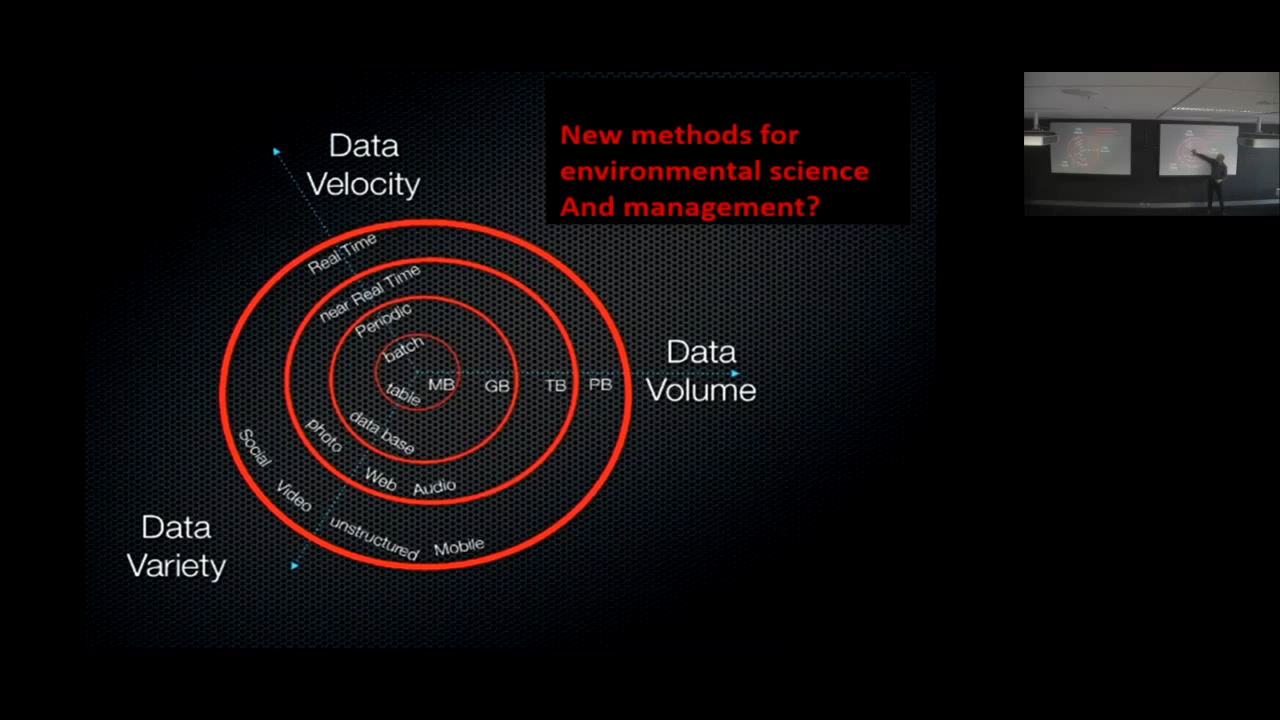 New methods for
environmental science
And management?
Data
Velocity
Real Time
near Real Time
Periodic
batch
table
MB
GB
TB
PB
Data
Volume
data base
photo
Web
Audio
Social
Video
unstructured
Mobile
Data
Variety